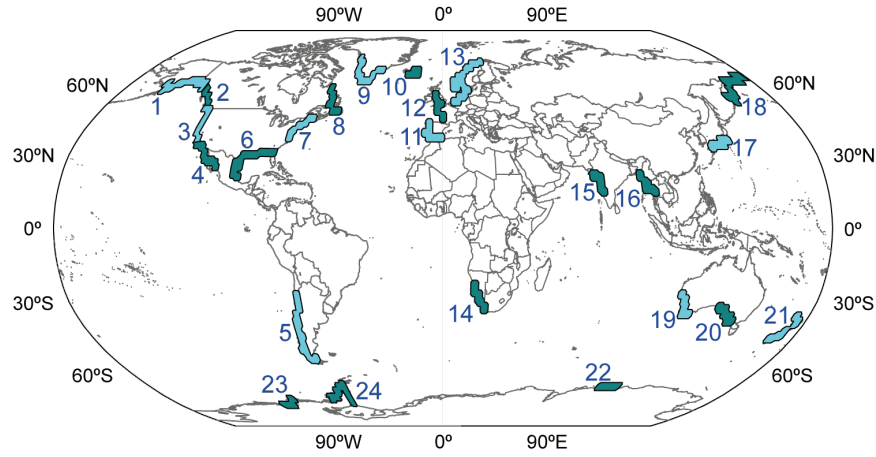 90ºW 0º 90ºE
13
60ºN 60ºN
1 2 9 10 12 18
3 7 8 11 17
6
30ºN 30ºN
4
15 16
0º 0º
30ºS 30ºS
14 19 21
5 20
60ºS 60ºS
23 24 22
90ºW 0º 90ºE